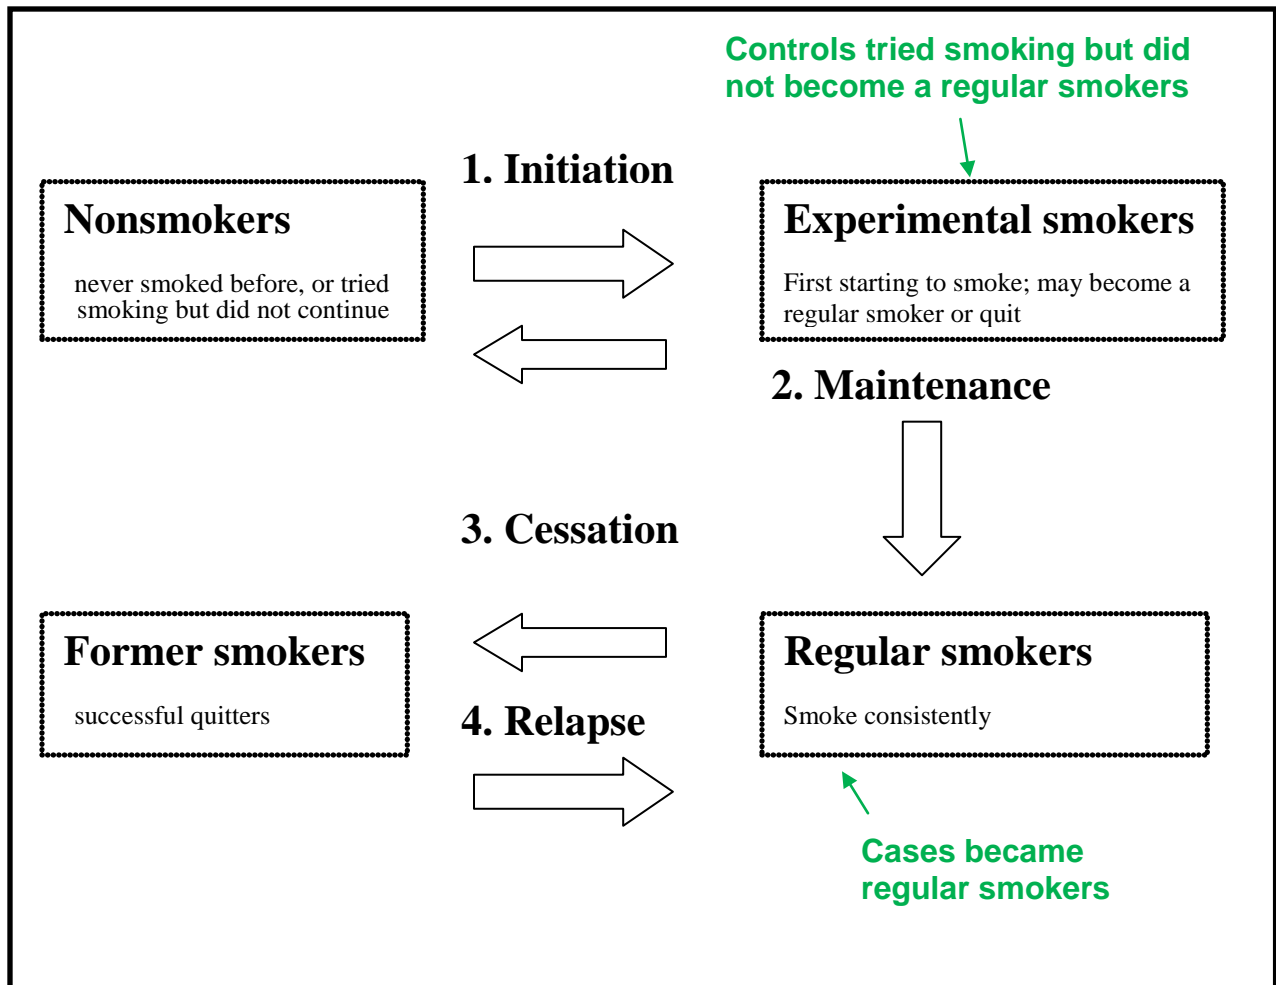 Controls tried smoking but did
not become a regular smokers
1. Initiation
Nonsmokers
never smoked before, or tried
smoking but did not continue
Experimental smokers
First starting to smoke; may become a
regular smoker or quit
2. Maintenance
3. Cessation
Former smokers
successful quitters
4. Relapse
Regular smokers
Smoke consistently
Cases became
regular smokers